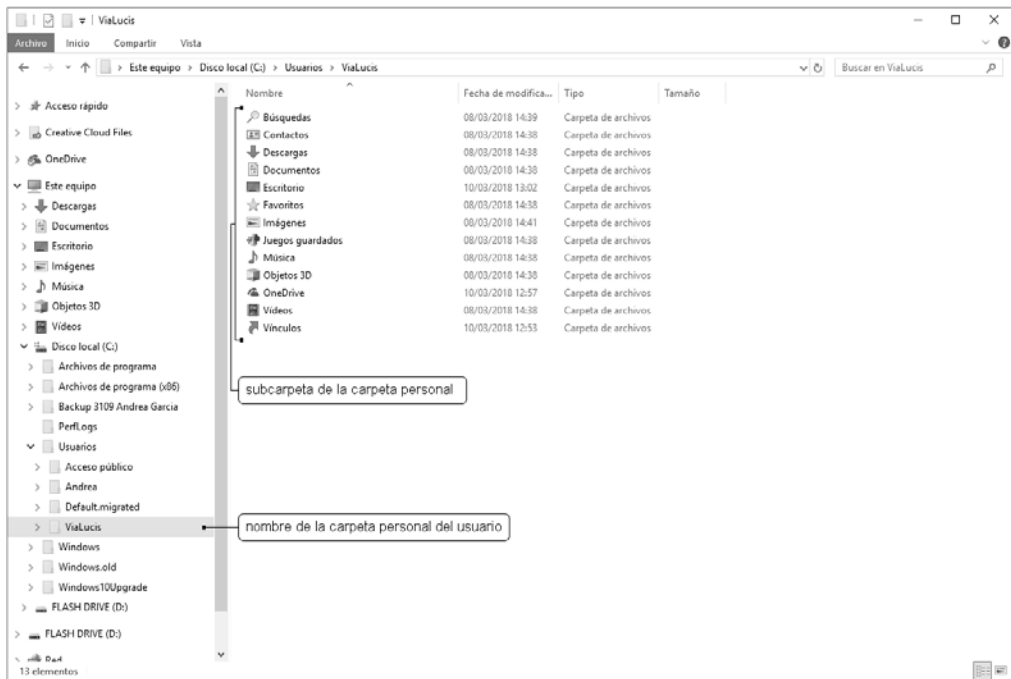 ViaLucis
Archivo Inicio Compartir Vista
Este equipo > Disco local (C:) > Usuarios > ViaLucis
Buscar en ViaLucis
Acceso rápido
Creative Cloud Files
OneDrive
Este equipo
Descargas
Documentos
Escritorio
Imágenes
Música
Objetos 3D
Vídeos
Disco local (C:)
Archivos de programa
Archivos de programa (x86)
Backup 3109 Andrea Garcia
PerfLogs
Usuarios
Acceso público
Andrea
Default.migrated
ViaLucis
Windows
Windows.old
Windows10Upgrade
FLASH DRIVE (D:)
FLASH DRIVE (D:)
Red
Nombre Fecha de modifica... Tipo Tamaño
Búsquedas 08/03/2018 14:39 Carpeta de archivos
Contactos 08/03/2018 14:38 Carpeta de archivos
Descargas 08/03/2018 14:38 Carpeta de archivos
Documentos 08/03/2018 14:38 Carpeta de archivos
Escritorio 10/03/2018 13:02 Carpeta de archivos
Favoritos 08/03/2018 14:38 Carpeta de archivos
Imágenes 08/03/2018 14:41 Carpeta de archivos
Juegos guardados 08/03/2018 14:38 Carpeta de archivos
Música 08/03/2018 14:38 Carpeta de archivos
Objetos 3D 08/03/2018 14:38 Carpeta de archivos
OneDrive 10/03/2018 12:57 Carpeta de archivos
Vídeos 08/03/2018 14:38 Carpeta de archivos
Vínculos 10/03/2018 12:53 Carpeta de archivos
subcarpeta de la carpeta personal
nombre de la carpeta personal del usuario
13 elementos